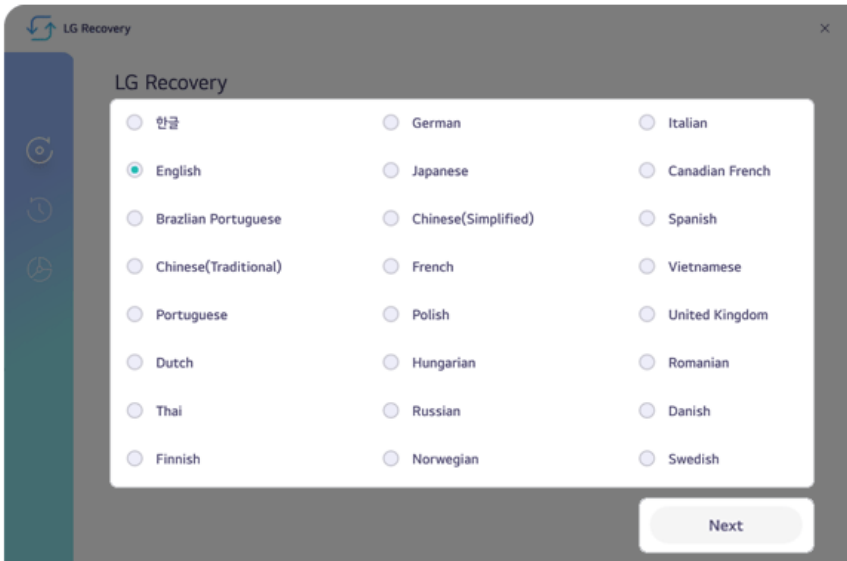 LG Recovery
LG Recovery
한글 German Italian
English Japanese Canadian French
Brazlian Portuguese Chinese(Simplified) Spanish
Chinese(Traditional) French Vietnamese
Portuguese Polish United Kingdom
Dutch Hungarian Romanian
Thai Russian Danish
Finnish Norwegian Swedish
Next